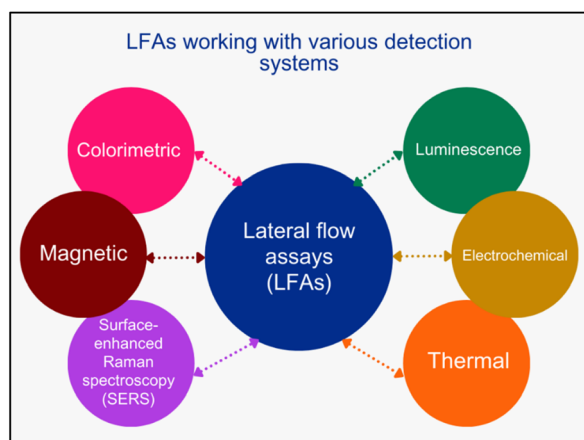 LFAs working with various detection
systems
Colorimetric
Luminescence
Magnetic
Lateral flow
assays
(LFAs)
Electrochemical
Surface-
enhanced
Raman
spectroscopy
(SERS)
Thermal